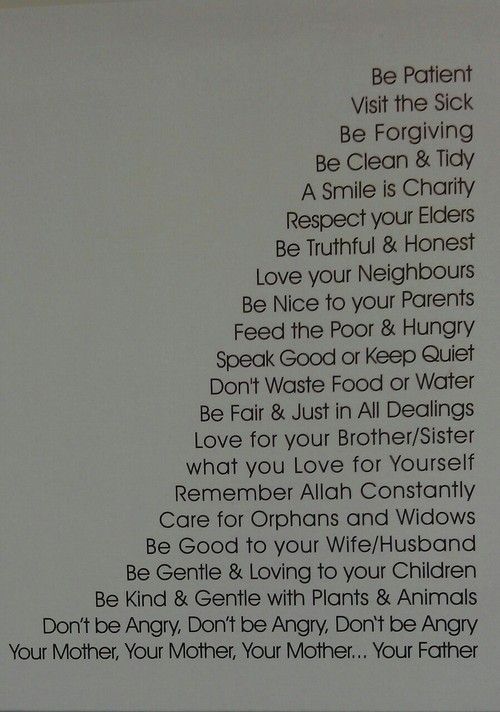 Be Patient
Visit the Sick
Be Forgiving
Be Clean & Tidy
A Smile is Charity
Respect your Elders
Be Truthful & Honest
Love your Neighbours
Be Nice to your Parents
Feed the Poor & Hungry
Speak Good or Keep Quiet
Don't Waste Food or Water
Be Fair & Just in All Dealings
Love for your Brother/Sister
what you Love for Yourself
Remember Allah Constantly
Care for Orphans and Widows
Be Good to your Wife/Husband
Be Gentle & Loving to your Children
Be Kind & Gentle with Plants & Animals
Don't be Angry, Don't be Angry, Don't be Angry
Your Mother, Your Mother, Your Mother... Your Father